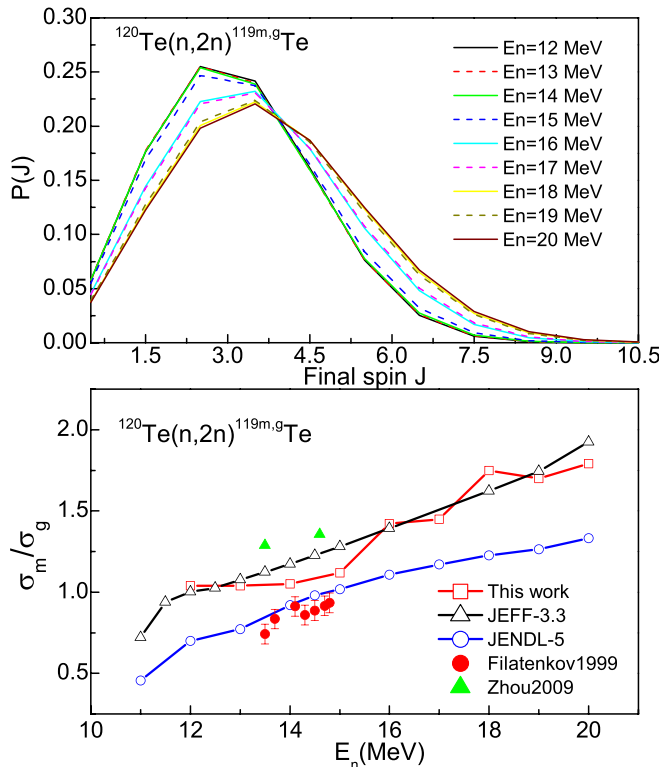 ¹²⁰Te(n,2n)¹¹⁹ᵐ,ᵍTe
En=12 MeV
En=13 MeV
En=14 MeV
En=15 MeV
En=16 MeV
En=17 MeV
En=18 MeV
En=19 MeV
En=20 MeV
P(J)
0.30
0.25
0.20
0.15
0.10
0.05
0.00
1.5 3.0 4.5 6.0 7.5 9.0 10.5
Final spin J
¹²⁰Te(n,2n)¹¹⁹ᵐ,ᵍTe
σm/σg
2.0
1.5
1.0
0.5
This work
JEFF-3.3
JENDL-5
Filatenkov1999
Zhou2009
10 12 14 16 18 20
En(MeV)